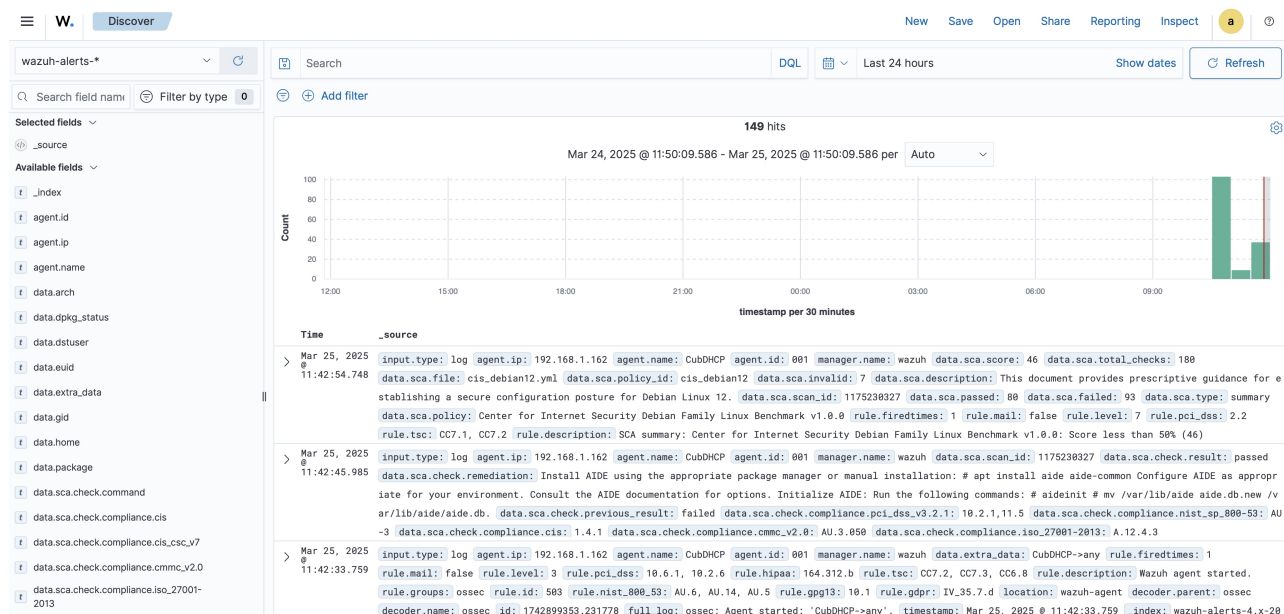 W. Discover New Save Open Share Reporting Inspect a
wazuh-alerts-* Search DQL Last 24 hours Show dates Refresh
Search field name Filter by type 0 Add filter
Selected fields
_source
Available fields
_index
agent.id
agent.ip
agent.name
data.arch
data.dpkg_status
data.dstuser
data.euid
data.extra_data
data.gid
data.home
data.package
data.sca.check.command
data.sca.check.compliance.cis
data.sca.check.compliance.cis_csc_v7
data.sca.check.compliance.cmmc_v2.0
data.sca.check.compliance.iso_27001-
2013
149 hits
Mar 24, 2025 @ 11:50:09.586 - Mar 25, 2025 @ 11:50:09.586 per Auto
Count
100
80
60
40
20
0
12:00 15:00 18:00 21:00 00:00 03:00 06:00 09:00
timestamp per 30 minutes
Time _source
Mar 25, 2025
@
11:42:54.748
input.type: log agent.ip: 192.168.1.162 agent.name: CubDHCP agent.id: 001 manager.name: wazuh data.sca.score: 46 data.sca.total_checks: 180
data.sca.file: cis_debian12.yml data.sca.policy_id: cis_debian12 data.sca.invalid: 7 data.sca.description: This document provides prescriptive guidance for e
stablishing a secure configuration posture for Debian Linux 12. data.sca.scan_id: 1175230327 data.sca.passed: 80 data.sca.failed: 93 data.sca.type: summary
data.sca.policy: Center for Internet Security Debian Family Linux Benchmark v1.0.0 rule.firedtimes: 1 rule.mail: false rule.level: 7 rule.pci_dss: 2.2
rule.tsc: CC7.1, CC7.2 rule.description: SCA summary: Center for Internet Security Debian Family Linux Benchmark v1.0.0: Score less than 50% (46)
Mar 25, 2025
@
11:42:45.985
input.type: log agent.ip: 192.168.1.162 agent.name: CubDHCP agent.id: 001 manager.name: wazuh data.sca.scan_id: 1175230327 data.sca.check.result: passed
data.sca.check.remediation: Install AIDE using the appropriate package manager or manual installation: # apt install aide aide-common Configure AIDE as appropr
iate for your environment. Consult the AIDE documentation for options. Initialize AIDE: Run the following commands: # aideinit # mv /var/lib/aide aide.db.new /v
ar/lib/aide/aide.db. data.sca.check.previous_result: failed data.sca.check.compliance.pci_dss_v3.2.1: 10.2.1,11.5 data.sca.check.compliance.nist_sp_800-53: AU
-3 data.sca.check.compliance.cis: 1.4.1 data.sca.check.compliance.cmmc_v2.0: AU.3.050 data.sca.check.compliance.iso_27001-2013: A.12.4.3
Mar 25, 2025
@
11:42:33.759
input.type: log agent.ip: 192.168.1.162 agent.name: CubDHCP agent.id: 001 manager.name: wazuh data.extra_data: CubDHCP->any rule.firedtimes: 1
rule.mail: false rule.level: 3 rule.pci_dss: 10.6.1, 10.2.6 rule.hipaa: 164.312.b rule.tsc: CC7.2, CC7.3, CC6.8 rule.description: Wazuh agent started.
rule.groups: ossec rule.id: 503 rule.nist_800_53: AU.6, AU.14, AU.5 rule.gpg13: 10.1 rule.gdpr: IV_35.7.d location: wazuh-agent decoder.parent: ossec
decoder.name: ossec id: 1742899353.231778 full_log: ossec: Agent started: 'CubDHCP->any'. timestamp: Mar 25, 2025 @ 11:42:33.759 index: wazuh-alerts-4.x-20